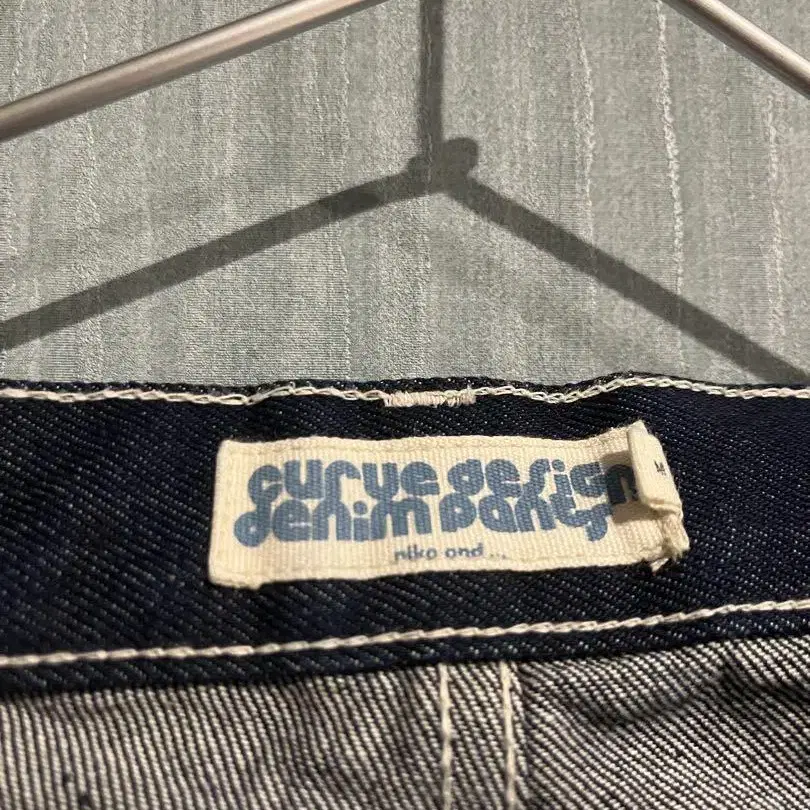 curve design
denim pants
niko and ...
M